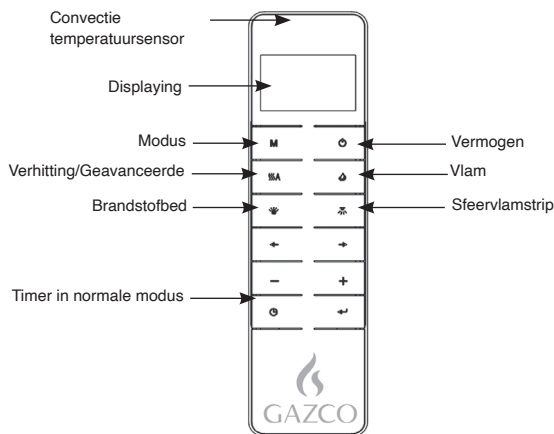 Convectie
temperatuursensor
Displaying
Modus
M
Vermogen
Verhitting/Geavanceerde
A
Vlam
Brandstofbed
Sfeervlamstrip
Timer in normale modus
GAZCO